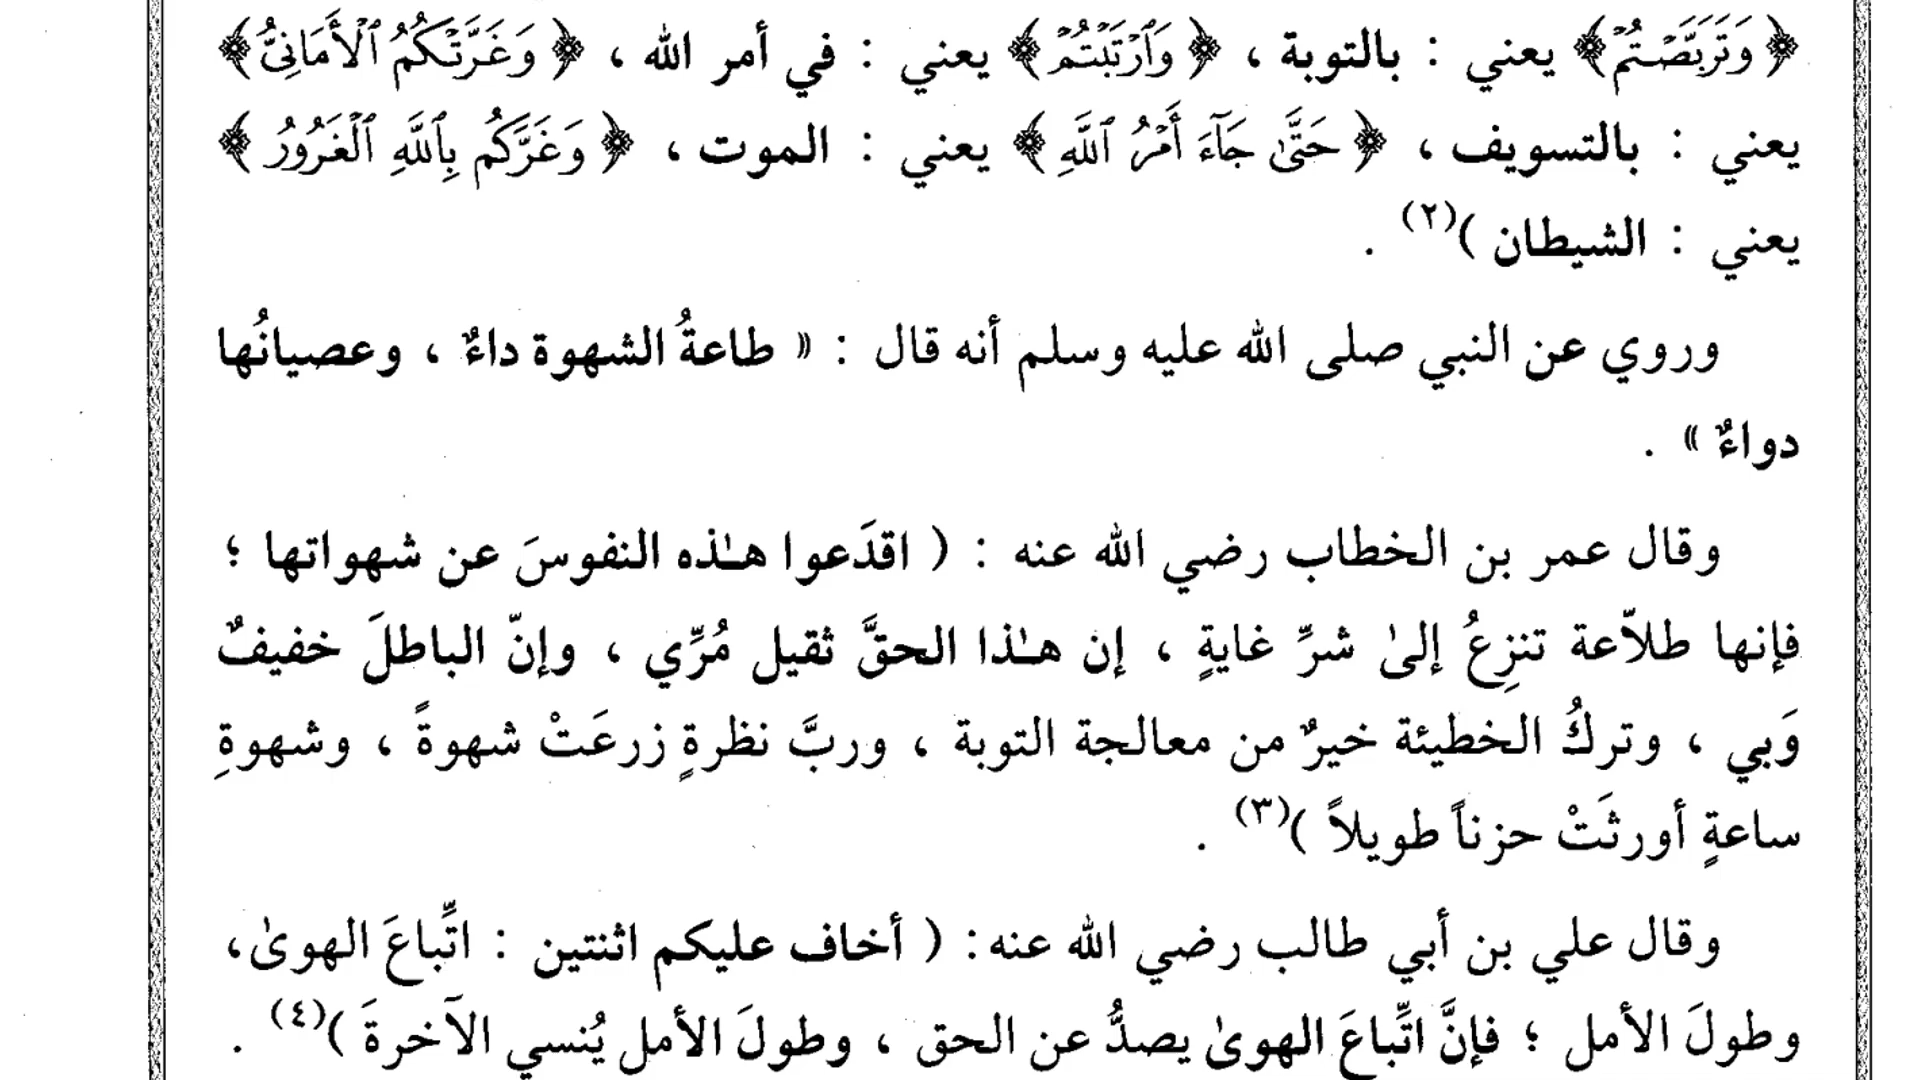 ﴿ وَتَرَبَّصْتُمْ﴾ يعني : بالتوبة ، ﴿ وَٱرْتَبْتُمْ﴾ يعني : في أمر الله ، ﴿ وَغَرَّتْكُمُ ٱلْأَمَانِيُّ﴾
يعني : بالتسويف ، ﴿ حَتَّىٰ جَآءَ أَمْرُ ٱللَّهِ ﴾ يعني : الموت ، ﴿ وَغَرَّكُم بِٱللَّهِ ٱلْغَرُورُ ﴾
يعني : الشيطان )(٢) .
وروي عن النبي صلى الله عليه وسلم أنه قال : « طاعةُ الشهوة داءٌ ، وعصيانُها
دواءٌ » .
وقال عمر بن الخطاب رضي الله عنه : ( اقدَعوا هـٰذه النفوسَ عن شهواتها ؛
فإنها طلاّعة تنزِعُ إلىٰ شرِّ غايةٍ ، إن هـٰذا الحقَّ ثقيل مُرِّي ، وإنّ الباطلَ خفيفٌ
وَبي ، وتركُ الخطيئة خيرٌ من معالجة التوبة ، وربَّ نظرةٍ زرعَتْ شهوةً ، وشهوةِ
ساعةٍ أورثَتْ حزناً طويلاً )(٣) .
وقال علي بن أبي طالب رضي الله عنه: ( أخاف عليكم اثنتين : اتِّباعَ الهوىٰ،
وطولَ الأمل ؛ فإنَّ اتِّباعَ الهوىٰ يصدُّ عن الحق ، وطولَ الأمل يُنسي الآخرةَ )(٤) .